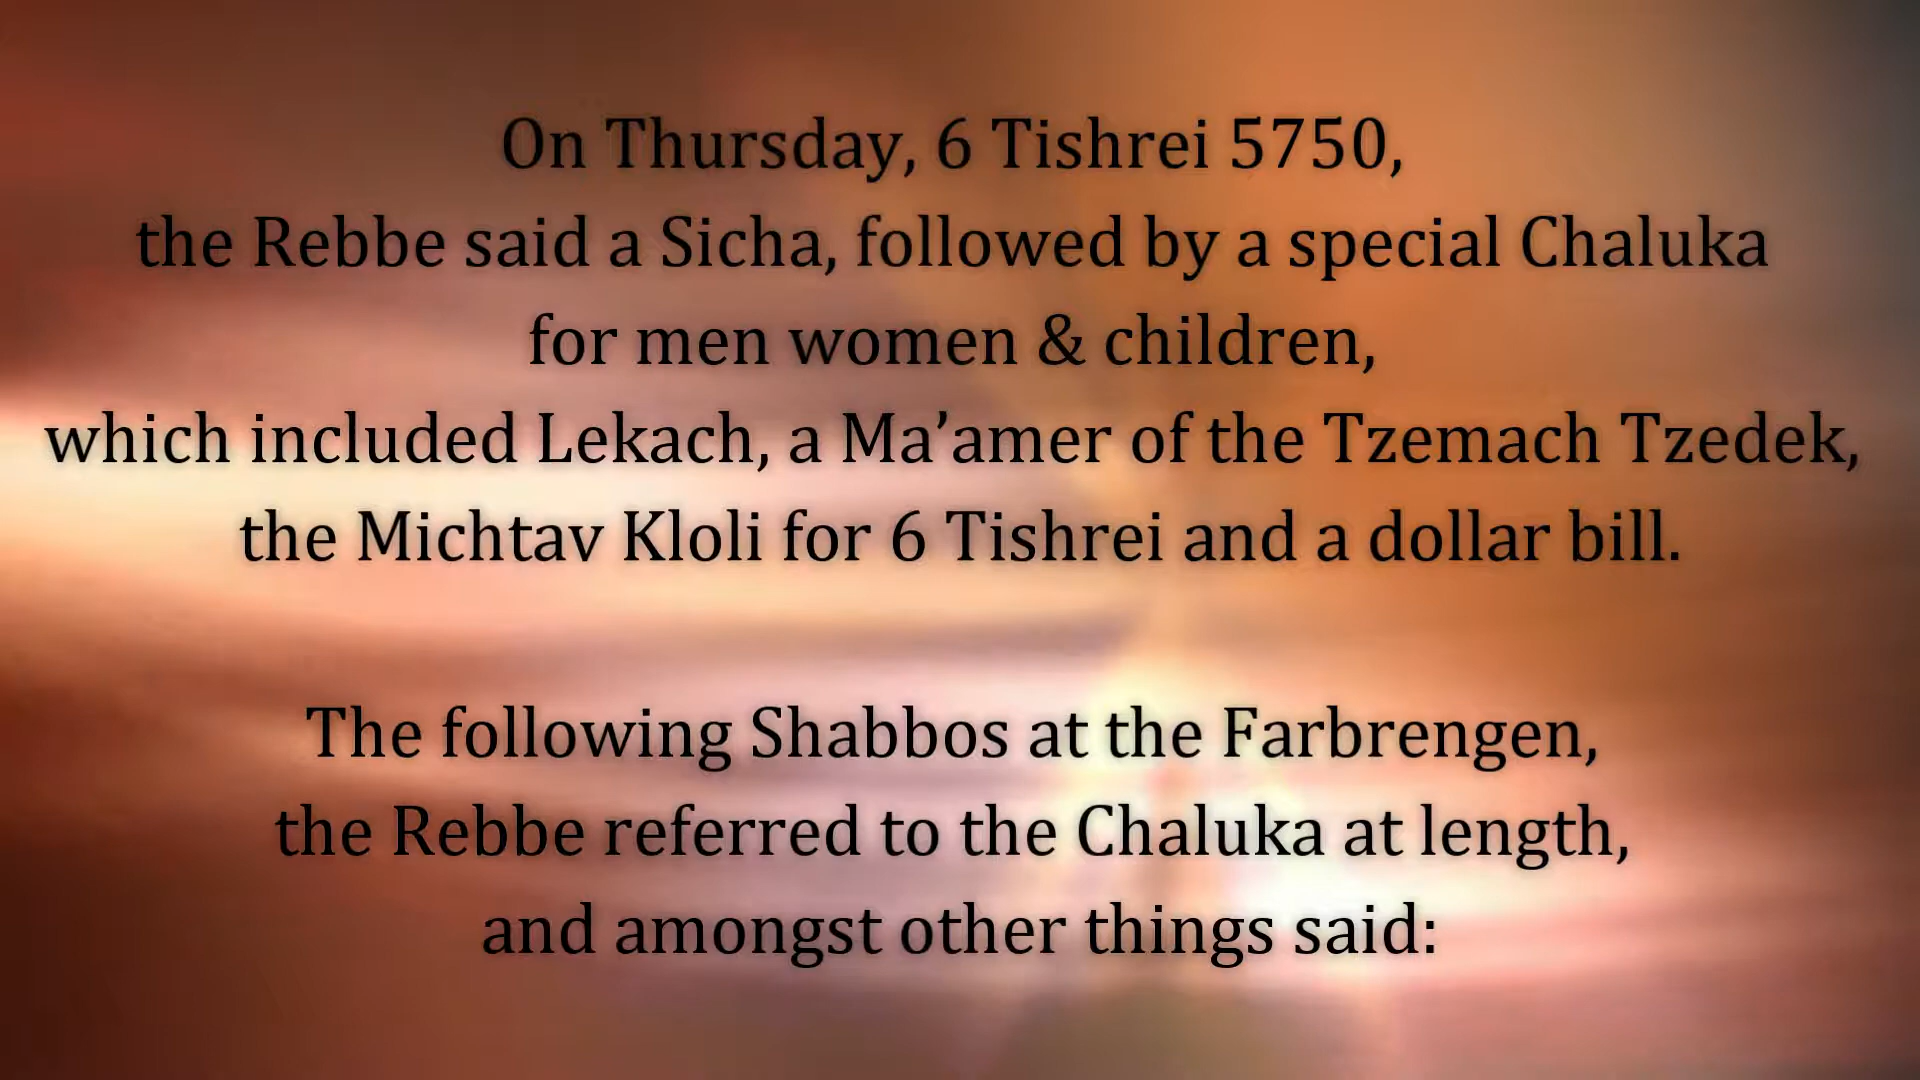 On Thursday, 6 Tishrei 5750,
the Rebbe said a Sicha, followed by a special Chaluka
for men women & children,
which included Lekach, a Ma’amer of the Tzemach Tzedek,
the Michtav Kloli for 6 Tishrei and a dollar bill.
The following Shabbos at the Farbrengen,
the Rebbe referred to the Chaluka at length,
and amongst other things said: